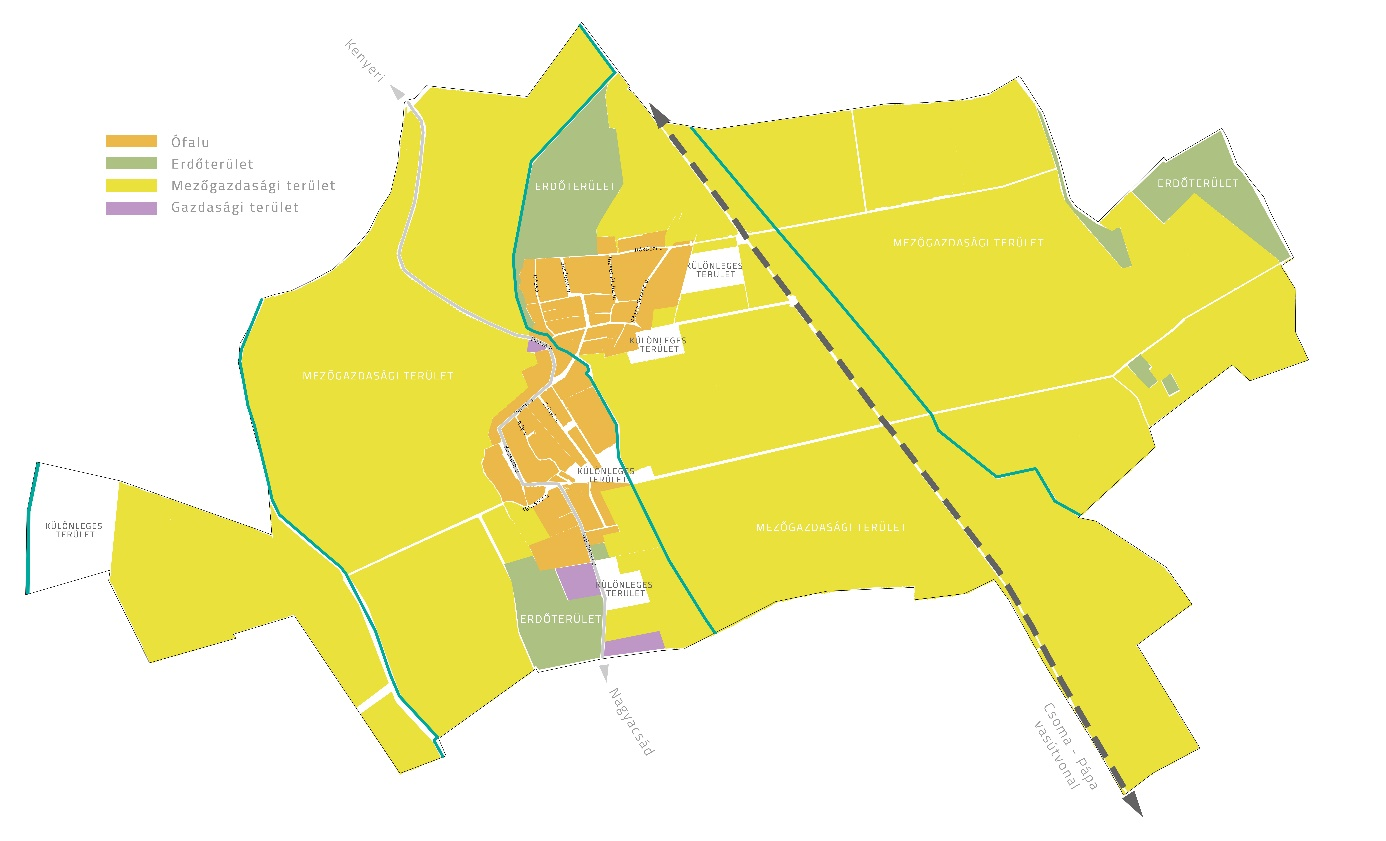 Kenyeri
Ófalu
Erdőterület
Mezőgazdasági terület
Gazdasági terület
ERDŐTERÜLET
ERDŐTERÜLET
MEZŐGAZDASÁGI TERÜLET
KÜLÖNLEGES
TERÜLET
KÜLÖNLEGES
TERÜLET
MEZŐGAZDASÁGI TERÜLET
KÜLÖNLEGES
TERÜLET
KÜLÖNLEGES
TERÜLET
MEZŐGAZDASÁGI TERÜLET
KÜLÖNLEGES
TERÜLET
ERDŐTERÜLET
Nagyacsád
Csoma - Pápa
vasútvonal